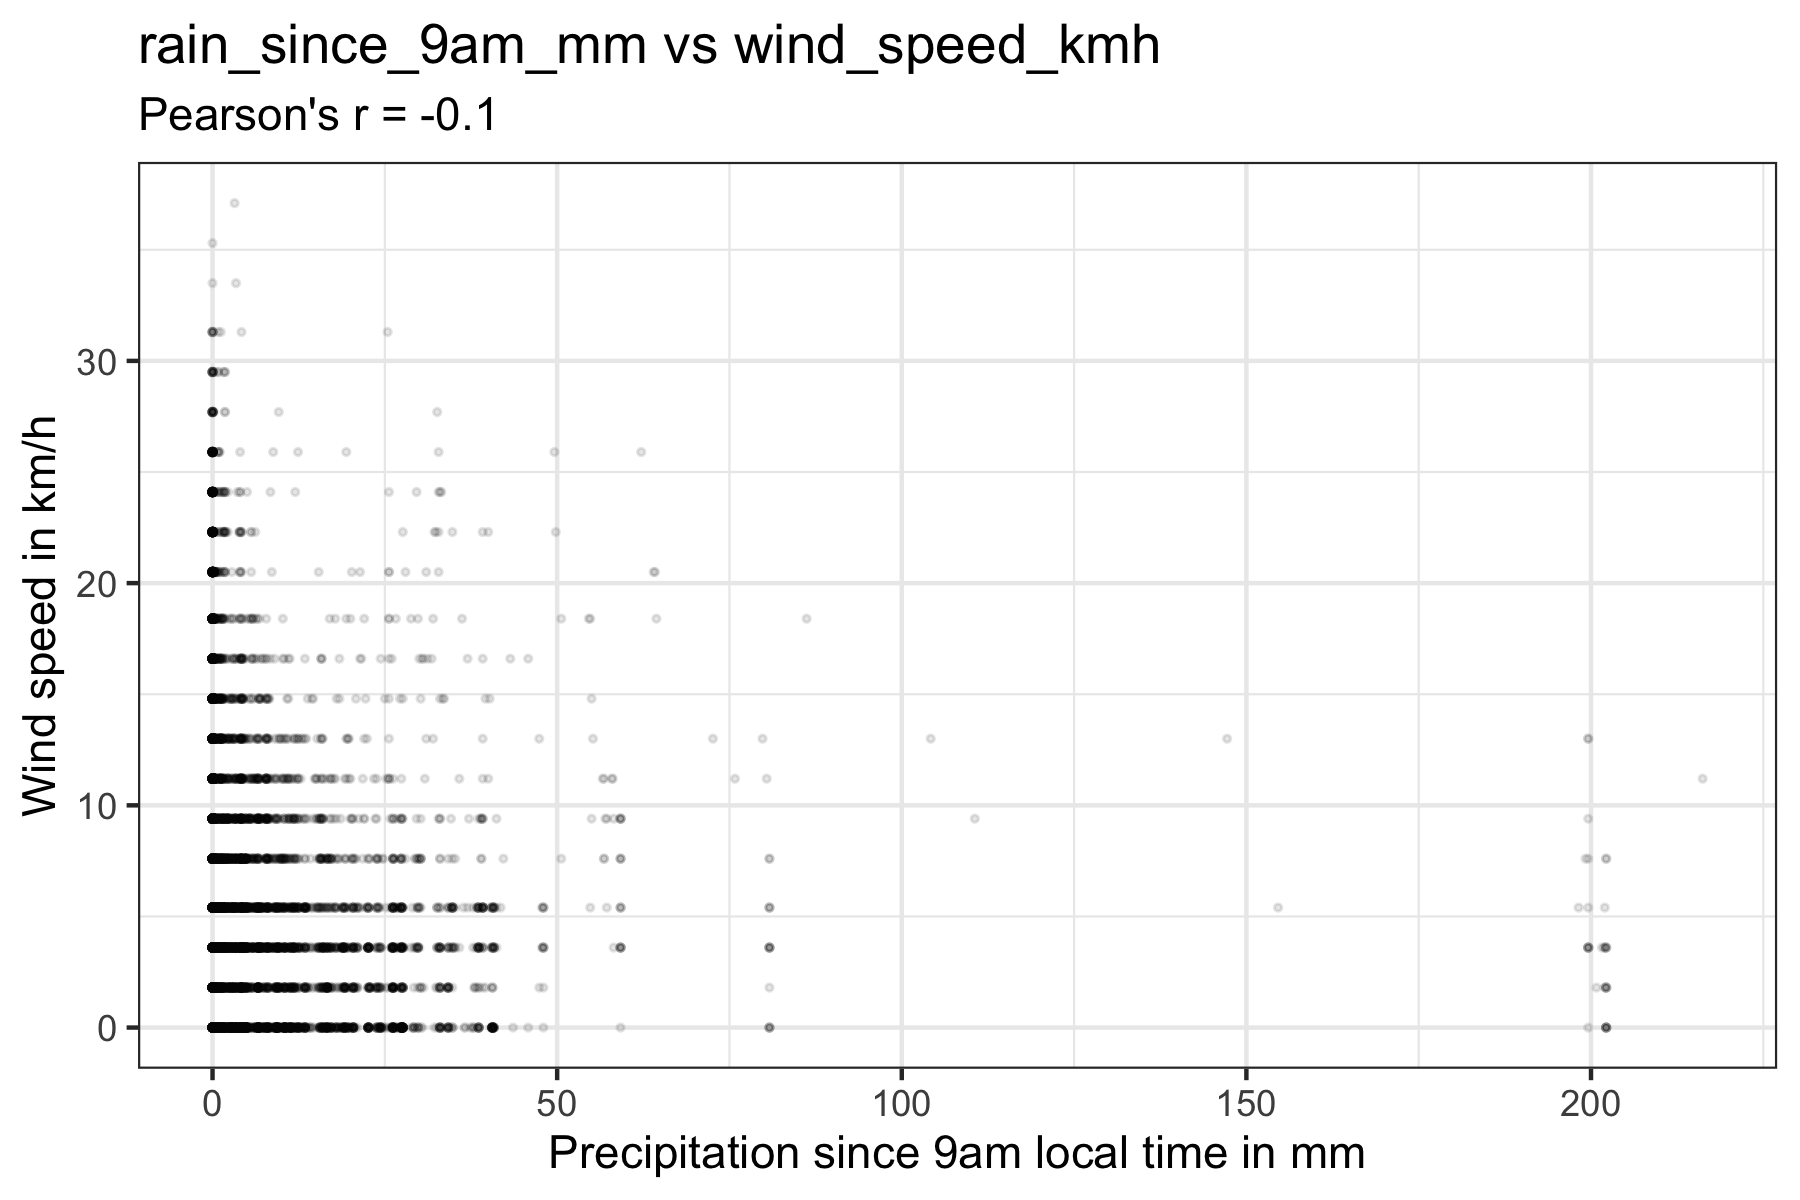 rain_since_9am_mm vs wind_speed_kmh
Pearson's r = -0.1
Wind speed in km/h
30
20
10
0
0 50 100 150 200
Precipitation since 9am local time in mm